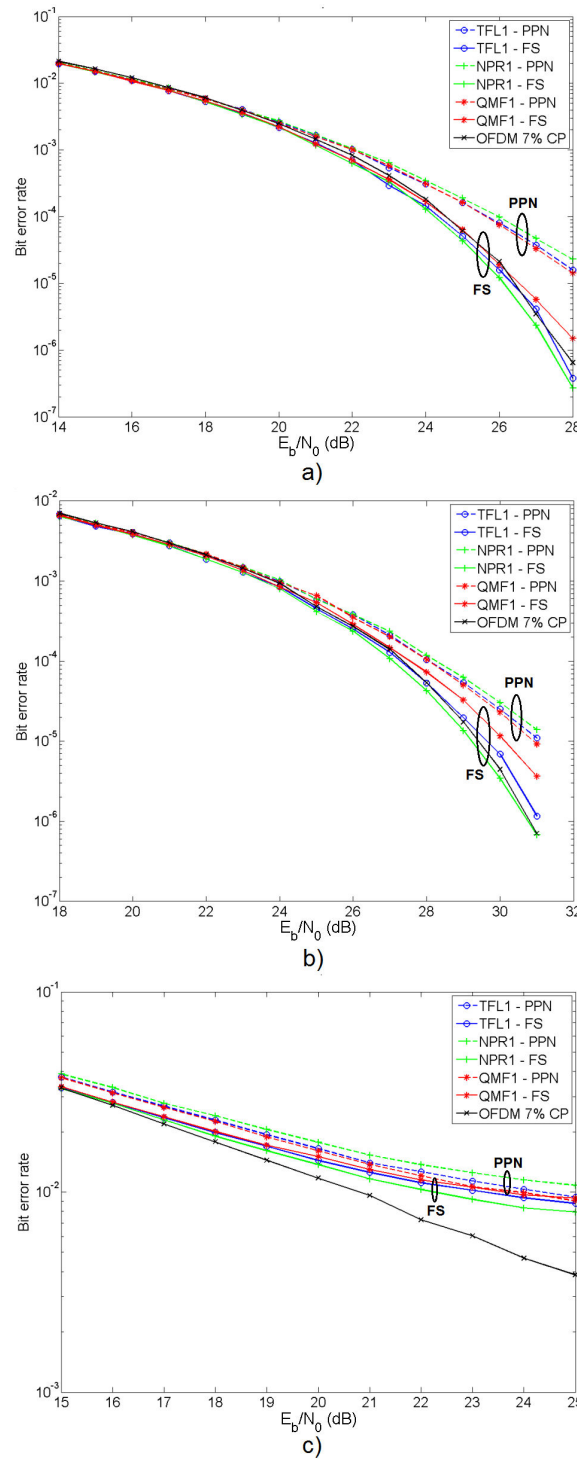 TFL1 - PPN
TFL1 - FS
NPR1 - PPN
NPR1 - FS
QMF1 - PPN
QMF1 - FS
OFDM 7% CP
10^-1
10^-2
10^-3
10^-4
10^-5
10^-6
10^-7
Bit error rate
PPN
FS
14 16 18 20 22 24 26 28
E_b/N_0 (dB)
a)
TFL1 - PPN
TFL1 - FS
NPR1 - PPN
NPR1 - FS
QMF1 - PPN
QMF1 - FS
OFDM 7% CP
10^-2
10^-3
10^-4
10^-5
10^-6
10^-7
Bit error rate
PPN
FS
18 20 22 24 26 28 30 32
E_b/N_0 (dB)
b)
TFL1 - PPN
TFL1 - FS
NPR1 - PPN
NPR1 - FS
QMF1 - PPN
QMF1 - FS
OFDM 7% CP
10^-1
10^-2
10^-3
Bit error rate
PPN
FS
15 16 17 18 19 20 21 22 23 24 25
E_b/N_0 (dB)
c)